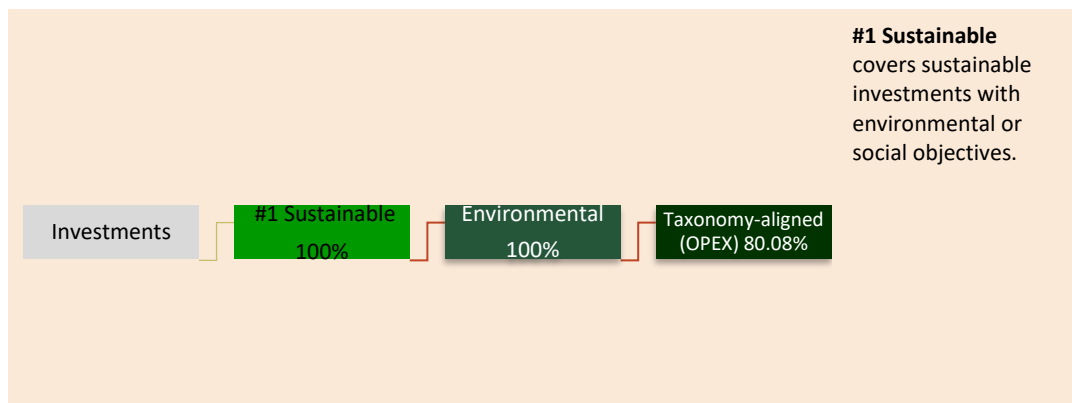 #1 Sustainable
covers sustainable
investments with
environmental or
social objectives.
Investments
#1 Sustainable
100%
Environmental
100%
Taxonomy-aligned
(OPEX) 80.08%